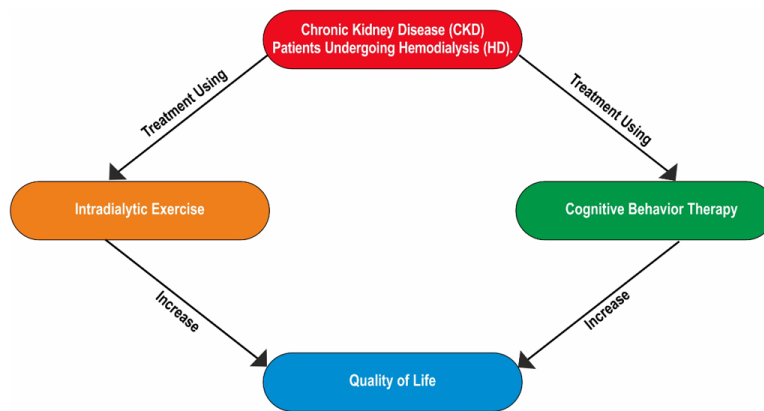 Chronic Kidney Disease (CKD)
Patients Undergoing Hemodialysis (HD).
Treatment Using
Treatment Using
Intradialytic Exercise
Cognitive Behavior Therapy
Increase
Increase
Quality of Life